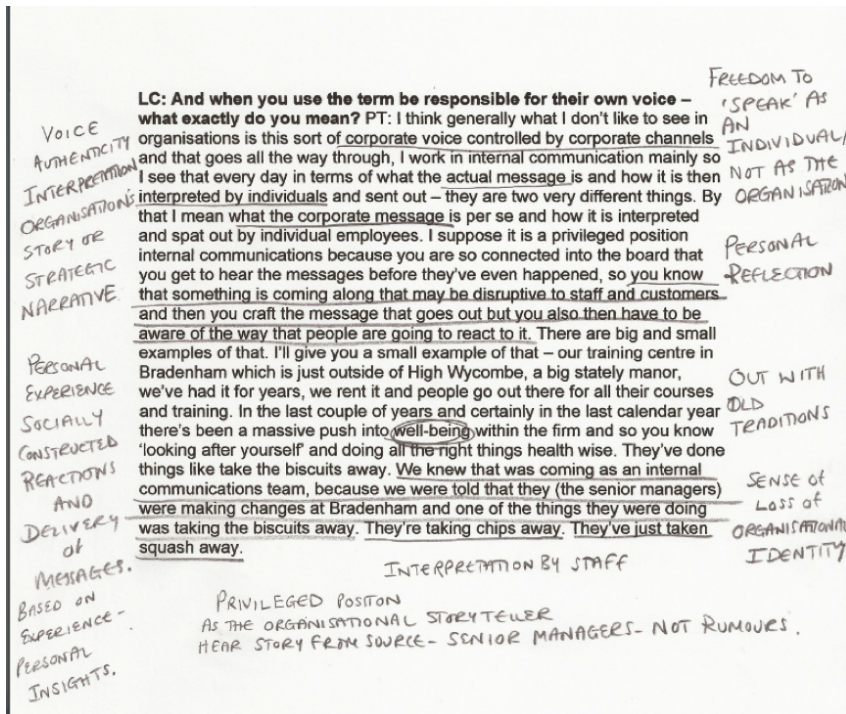 LC: And when you use the term be responsible for their own voice –
what exactly do you mean? PT: I think generally what I don't like to see in
organisations is this sort of corporate voice controlled by corporate channels
and that goes all the way through, I work in internal communication mainly so
I see that every day in terms of what the actual message is and how it is then
interpreted by individuals and sent out – they are two very different things. By
that I mean what the corporate message is per se and how it is interpreted
and spat out by individual employees. I suppose it is a privileged position
internal communications because you are so connected into the board that
you get to hear the messages before they've even happened, so you know
that something is coming along that may be disruptive to staff and customers
and then you craft the message that goes out but you also then have to be
aware of the way that people are going to react to it. There are big and small
examples of that. I'll give you a small example of that – our training centre in
Bradenham which is just outside of High Wycombe, a big stately manor,
we've had it for years, we rent it and people go out there for all their courses
and training. In the last couple of years and certainly in the last calendar year
there's been a massive push into well-being within the firm and so you know
'looking after yourself' and doing all the right things health wise. They've done
things like take the biscuits away. We knew that was coming as an internal
communications team, because we were told that they (the senior managers)
were making changes at Bradenham and one of the things they were doing
was taking the biscuits away. They're taking chips away. They've just taken
squash away.
VOICE
AUTHENTICITY
INTERPRETATION
ORGANISATION'S
STORY OR
STRATEGIC
NARRATIVE
PERSONAL
EXPERIENCE
SOCIALLY
CONSTRUCTED
REACTIONS
AND
DELIVERY
of
MESSAGES.
BASED ON
EXPERIENCE -
PERSONAL
INSIGHTS.
FREEDOM TO
'SPEAK' AS
AN
INDIVIDUAL/
NOT AS THE
ORGANISATION
PERSONAL
REFLECTION
OUT WITH
OLD
TRADITIONS
SENSE of
LOSS of
ORGANISATIONAL
IDENTITY
INTERPRETATION BY STAFF
PRIVILEGED POSITON
AS THE ORGANISATIONAL STORYTELLER
HEAR STORY FROM SOURCE - SENIOR MANAGERS - NOT RUMOURS.